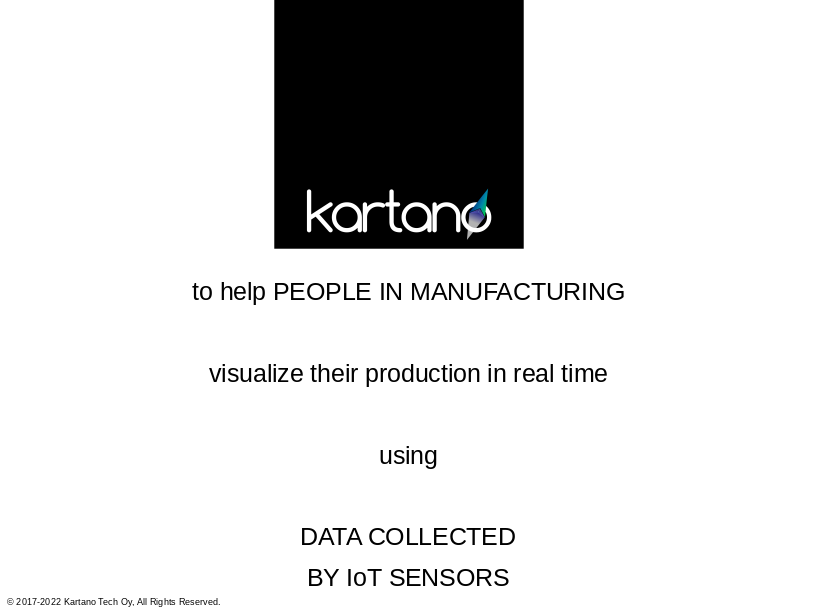 kartano
to help PEOPLE IN MANUFACTURING
visualize their production in real time
using
DATA COLLECTED
BY IoT SENSORS
© 2017-2022 Kartano Tech Oy, All Rights Reserved.